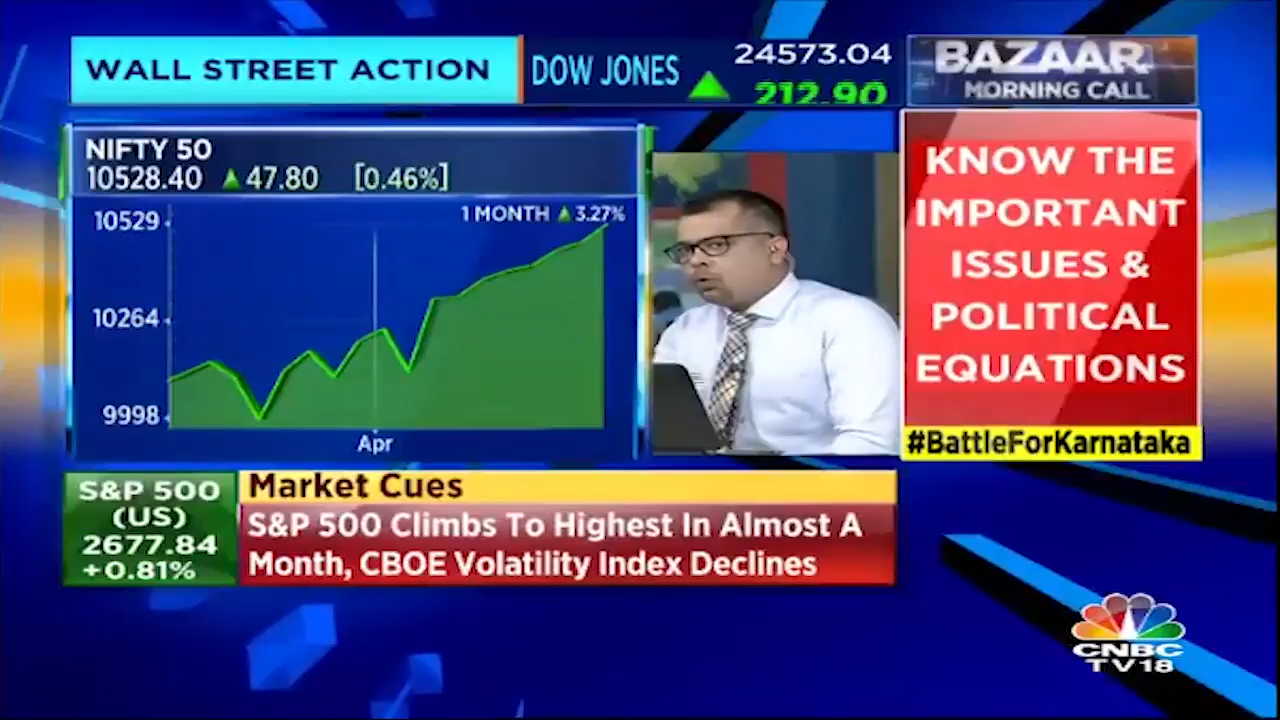 WALL STREET ACTION
DOW JONES
24573.04
212.90
BAZAAR
MORNING CALL
NIFTY 50
10528.40 ▲ 47.80 [0.46%]
1 MONTH ▲ 3.27%
10529
10264
9998
Apr
KNOW THE
IMPORTANT
ISSUES &
POLITICAL
EQUATIONS
#BattleForKarnataka
S&P 500
(US)
2677.84
+0.81%
Market Cues
S&P 500 Climbs To Highest In Almost A
Month, CBOE Volatility Index Declines
CNBC
TV18